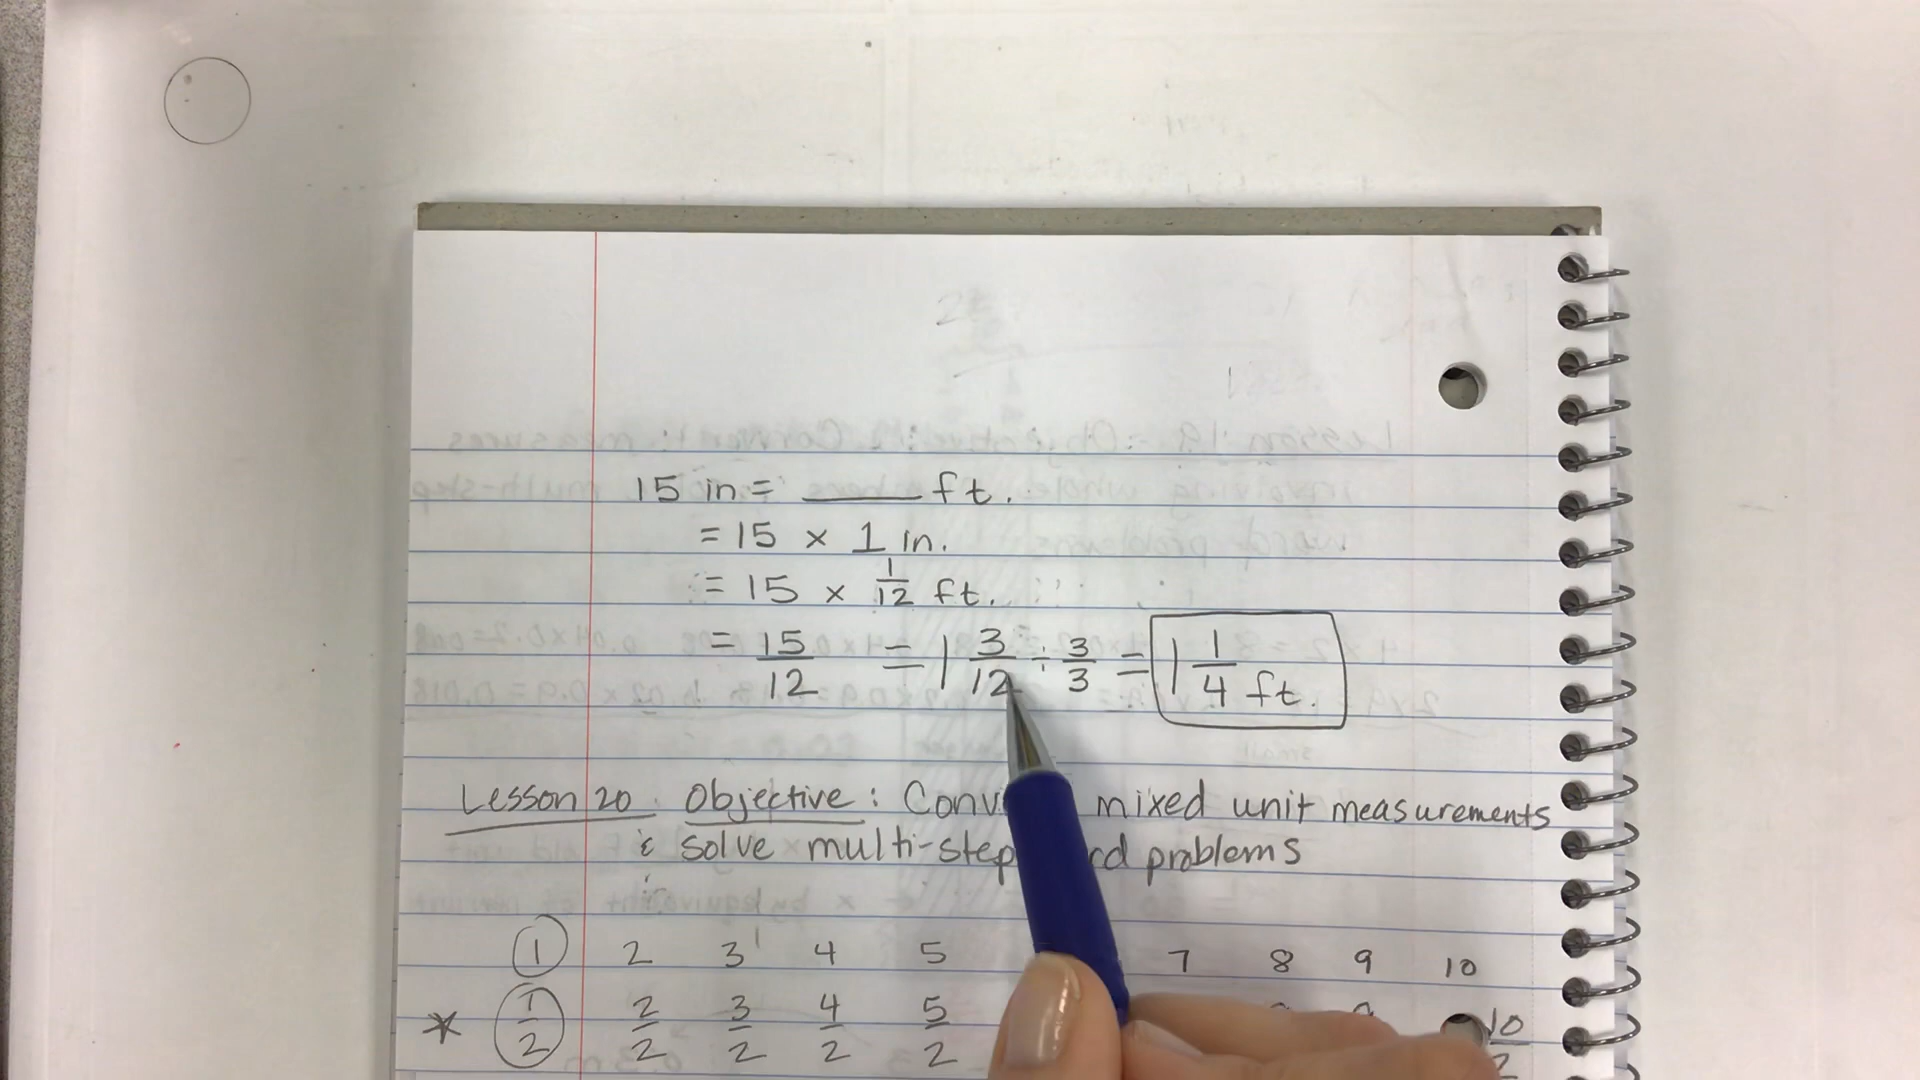 15 in = ____ ft.
= 15 × 1 in.
= 15 × 1/12 ft.
= 15/12 = 1 3/12 ÷ 3/3 = 1 1/4 ft.
Lesson 20 Objective: mixed unit measurements
& solve multi-step problems
1 2 3 4 5 7 8 9 10
* 1/2 2/2 3/2 4/2 5/2